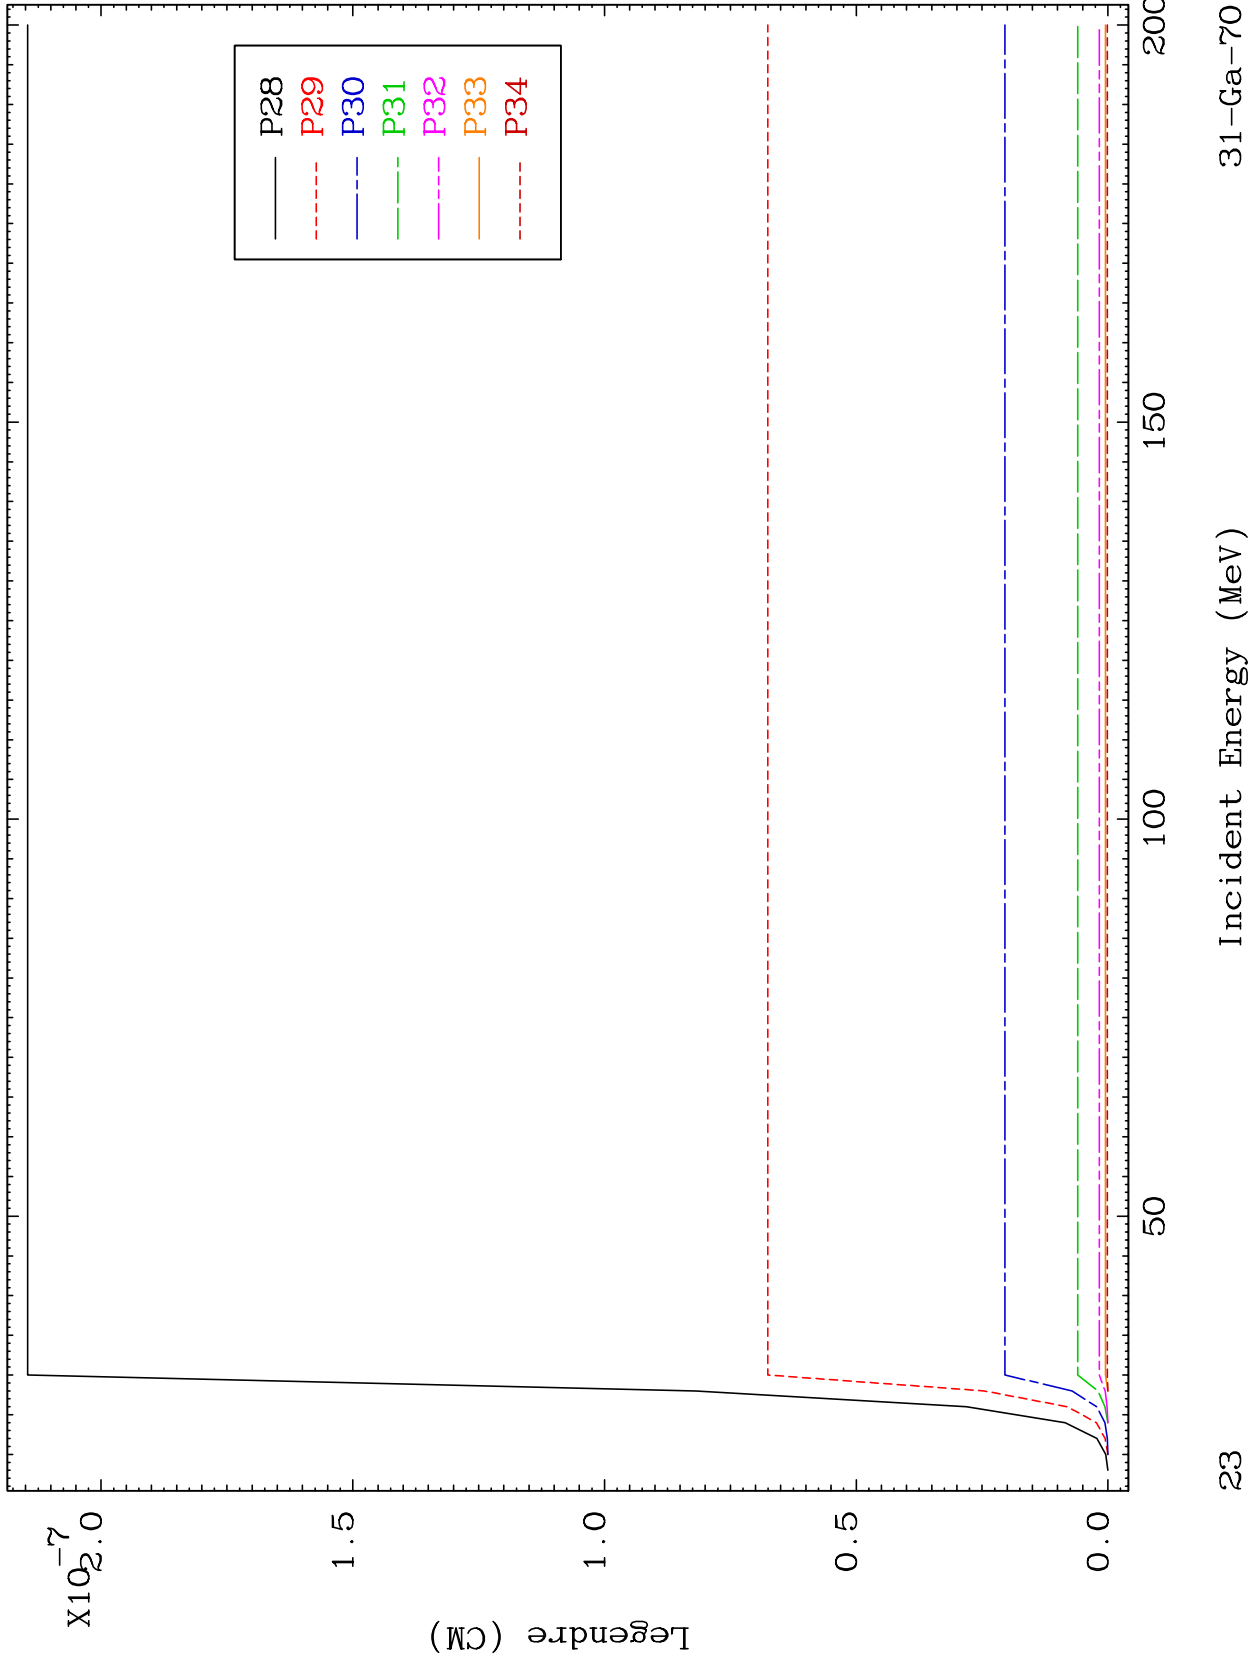 X10-7
2.0
1.5
1.0
0.5
0.0
Legendre (CM)
P28
P29
P30
P31
P32
P33
P34
50
100
150
200
23
Incident Energy (MeV)
31-Ga-70